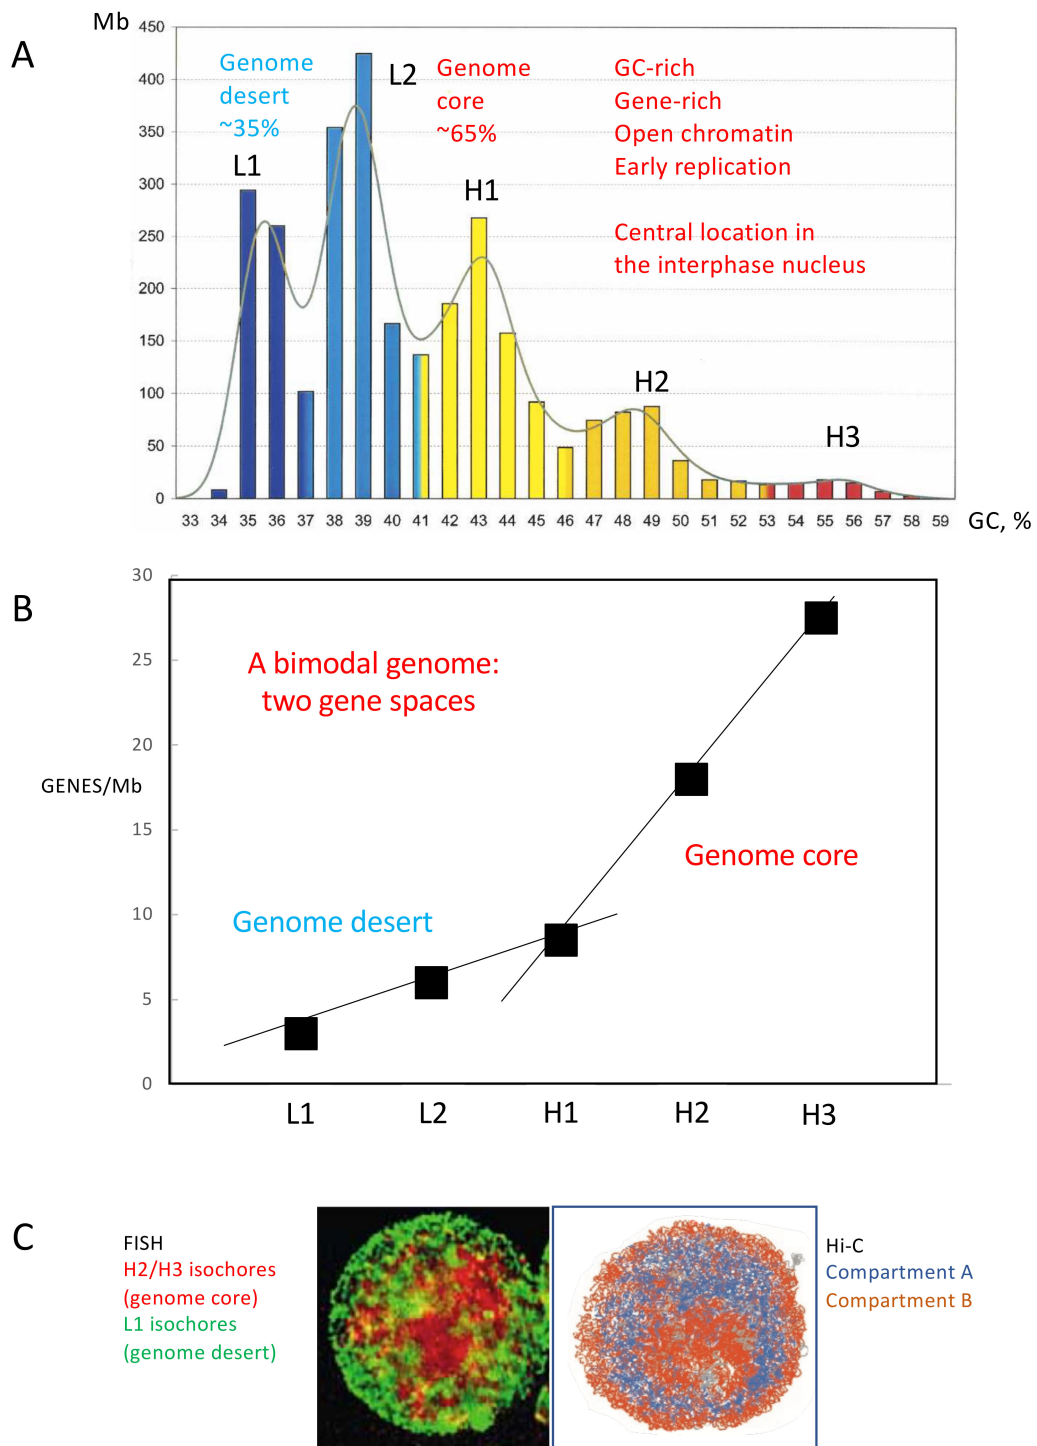 A
Mb
450
400
350
300
250
200
150
100
50
0
Genome
desert
~35%
L1
L2
Genome
core
~65%
H1
GC-rich
Gene-rich
Open chromatin
Early replication
Central location in
the interphase nucleus
H2
H3
33 34 35 36 37 38 39 40 41 42 43 44 45 46 47 48 49 50 51 52 53 54 55 56 57 58 59 GC, %
B
30
25
20
15
10
5
0
GENES/Mb
A bimodal genome:
two gene spaces
Genome core
Genome desert
L1 L2 H1 H2 H3
C
FISH
H2/H3 isochores
(genome core)
L1 isochores
(genome desert)
Hi-C
Compartment A
Compartment B